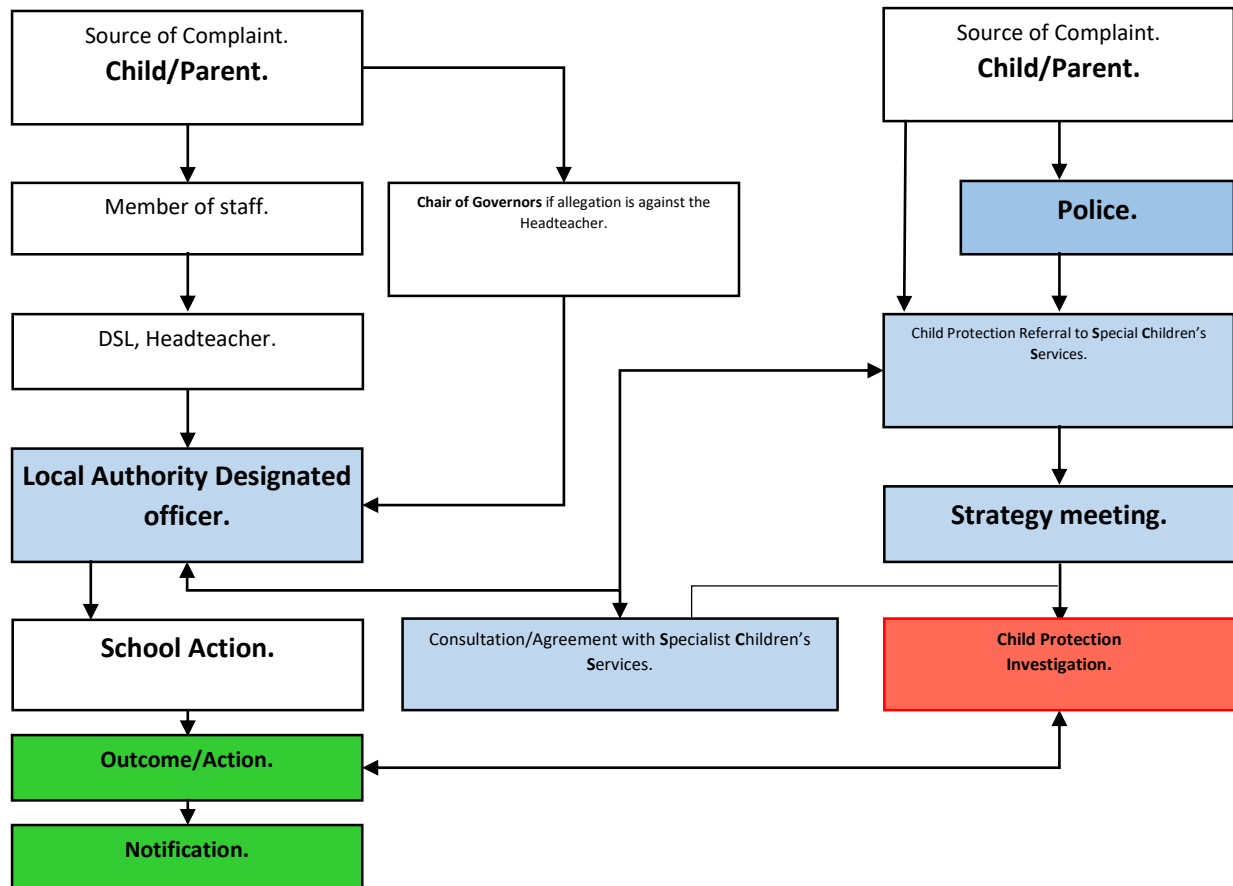 Source of Complaint.
Child/Parent.
Source of Complaint.
Child/Parent.
Member of staff.
Chair of Governors if allegation is against the
Headteacher.
Police.
DSL, Headteacher.
Child Protection Referral to Special Children’s
Services.
Local Authority Designated
officer.
Strategy meeting.
School Action.
Consultation/Agreement with Specialist Children’s
Services.
Child Protection
Investigation.
Outcome/Action.
Notification.